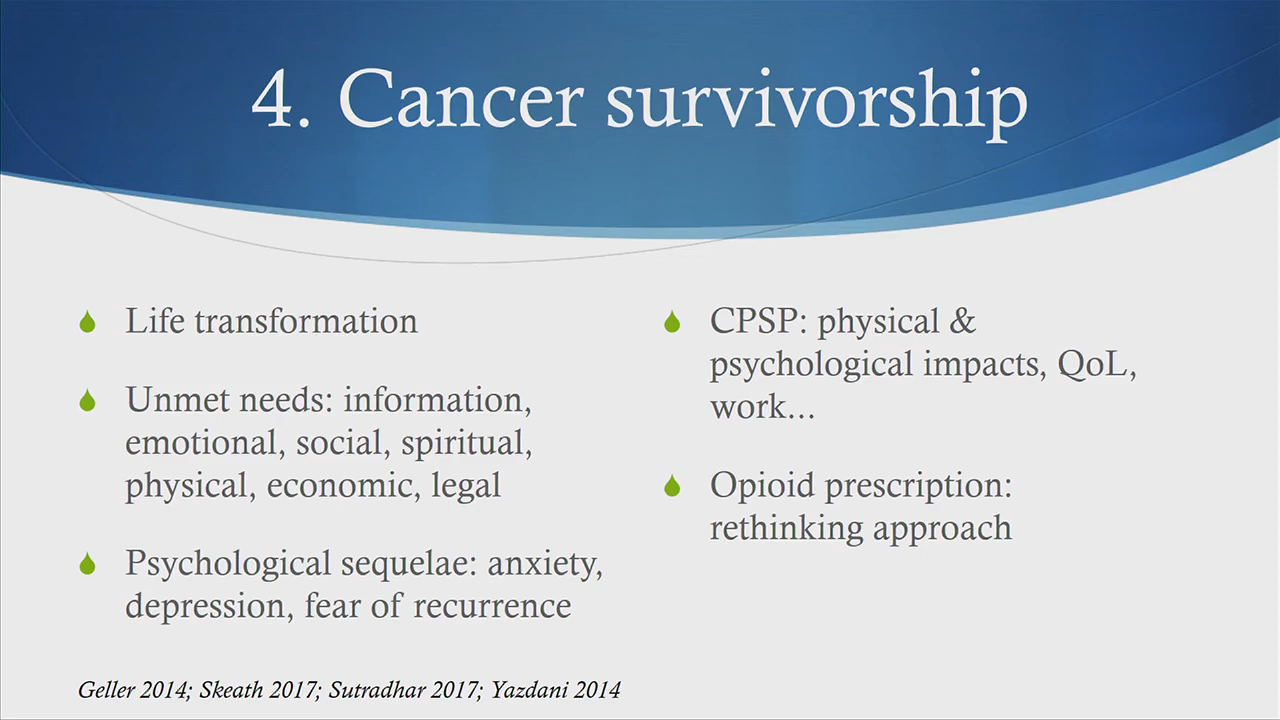 4. Cancer survivorship
Life transformation
Unmet needs: information,
emotional, social, spiritual,
physical, economic, legal
Psychological sequelae: anxiety,
depression, fear of recurrence
CPSP: physical &
psychological impacts, QoL,
work...
Opioid prescription:
rethinking approach
Geller 2014; Skeath 2017; Sutradhar 2017; Yazdani 2014